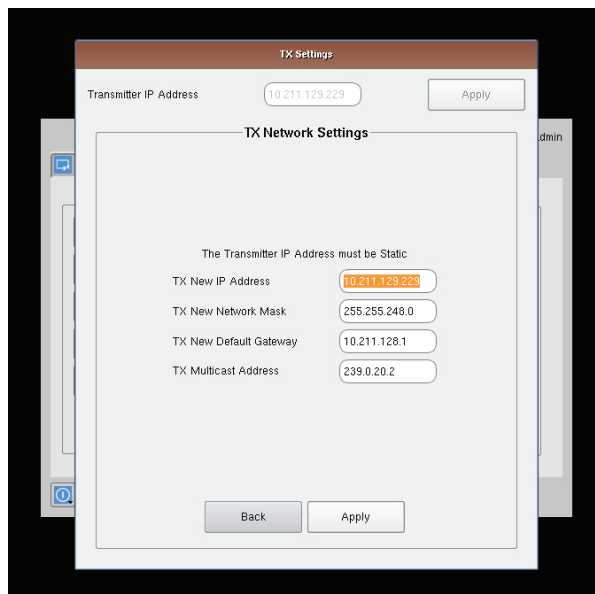 TX Settings
Transmitter IP Address 10.211.129.229 Apply
TX Network Settings
dmin
The Transmitter IP Address must be Static
TX New IP Address 10.211.129.229
TX New Network Mask 255.255.248.0
TX New Default Gateway 10.211.128.1
TX Multicast Address 239.0.20.2
Back Apply